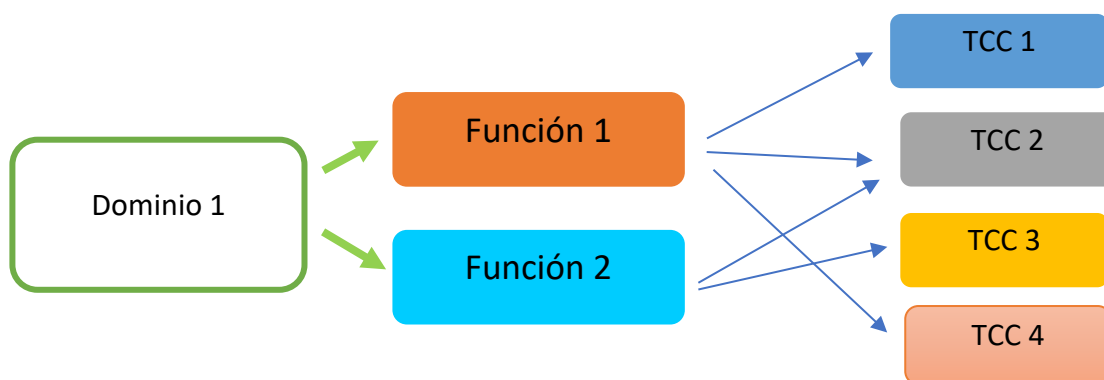 Dominio 1
Función 1
Función 2
TCC 1
TCC 2
TCC 3
TCC 4